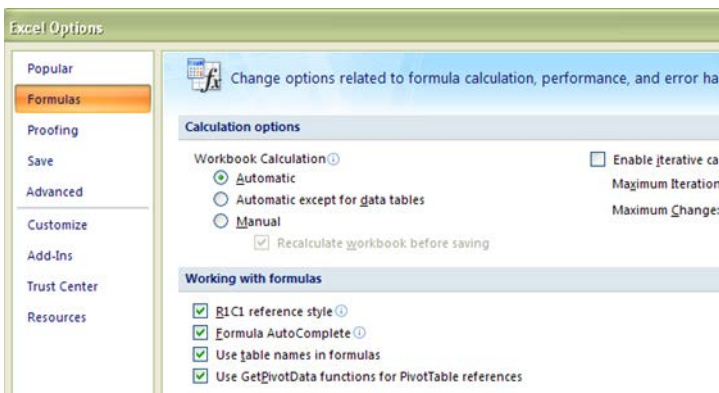 Excel Options
Popular
Formulas
Proofing
Save
Advanced
Customize
Add-Ins
Trust Center
Resources
fx Change options related to formula calculation, performance, and error ha
Calculation options
Workbook Calculation
Automatic
Automatic except for data tables
Manual
Recalculate workbook before saving
Enable iterative ca
Maximum Iteration
Maximum Change:
Working with formulas
R1C1 reference style
Formula AutoComplete
Use table names in formulas
Use GetPivotData functions for PivotTable references